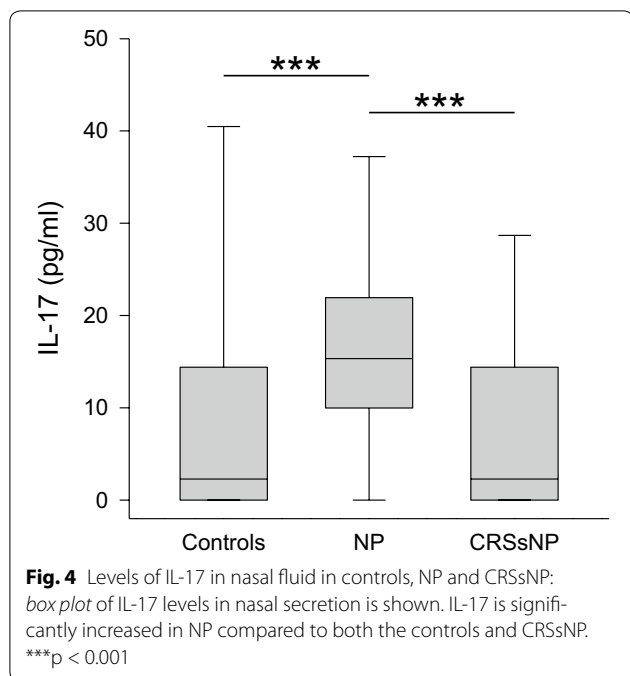 50
***
***
40
30
20
10
0
IL-17 (pg/ml)
Controls NP CRSsNP
Fig. 4 Levels of IL-17 in nasal fluid in controls, NP and CRSsNP:
box plot of IL-17 levels in nasal secretion is shown. IL-17 is signifi-
cantly increased in NP compared to both the controls and CRSsNP.
***p < 0.001